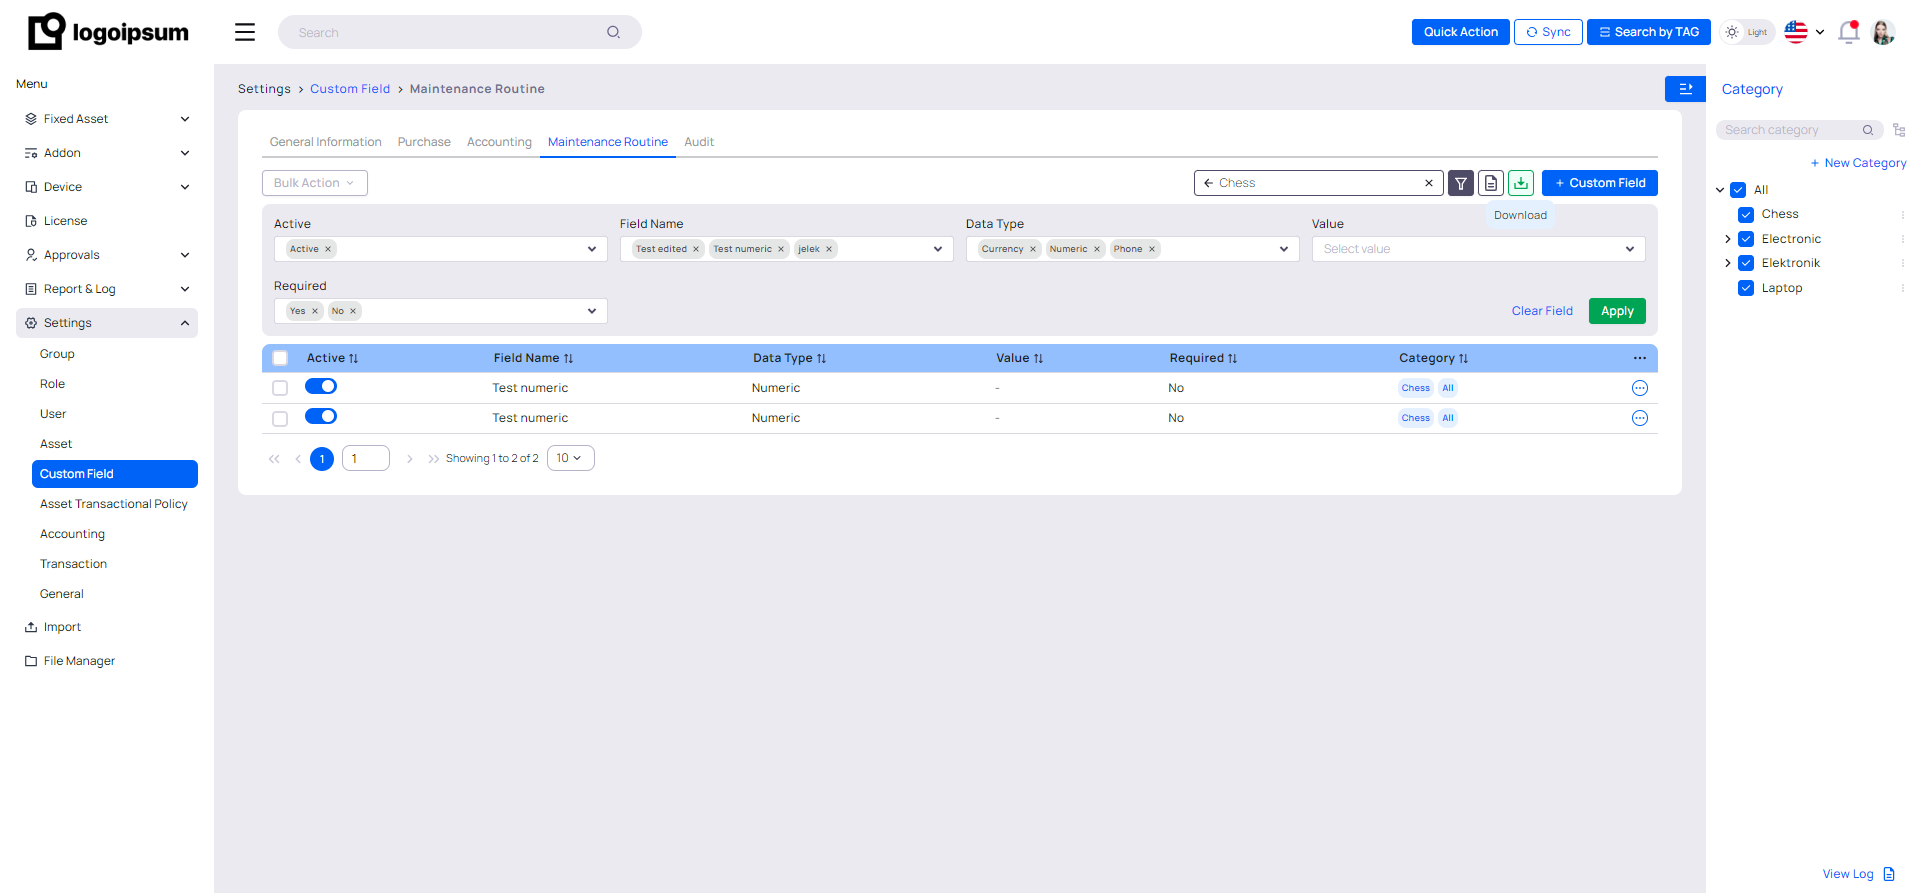 logoipsum
Search
Quick Action
Sync
Search by TAG
Light
Menu
Fixed Asset
Addon
Device
License
Approvals
Report & Log
Settings
Group
Role
User
Asset
Custom Field
Asset Transactional Policy
Accounting
Transaction
General
Import
File Manager
Settings > Custom Field > Maintenance Routine
General Information Purchase Accounting Maintenance Routine Audit
Bulk Action
Chess
+ Custom Field
Download
Active
Active ×
Field Name
Test edited × Test numeric × jelek ×
Data Type
Currency × Numeric × Phone ×
Value
Select value
Required
Yes × No ×
Clear Field
Apply
Active Field Name Data Type Value Required Category
Test numeric Numeric - No Chess All
Test numeric Numeric - No Chess All
1 1 Showing 1 to 2 of 2 10
Category
Search category
+ New Category
All
Chess
Electronic
Elektronik
Laptop
View Log